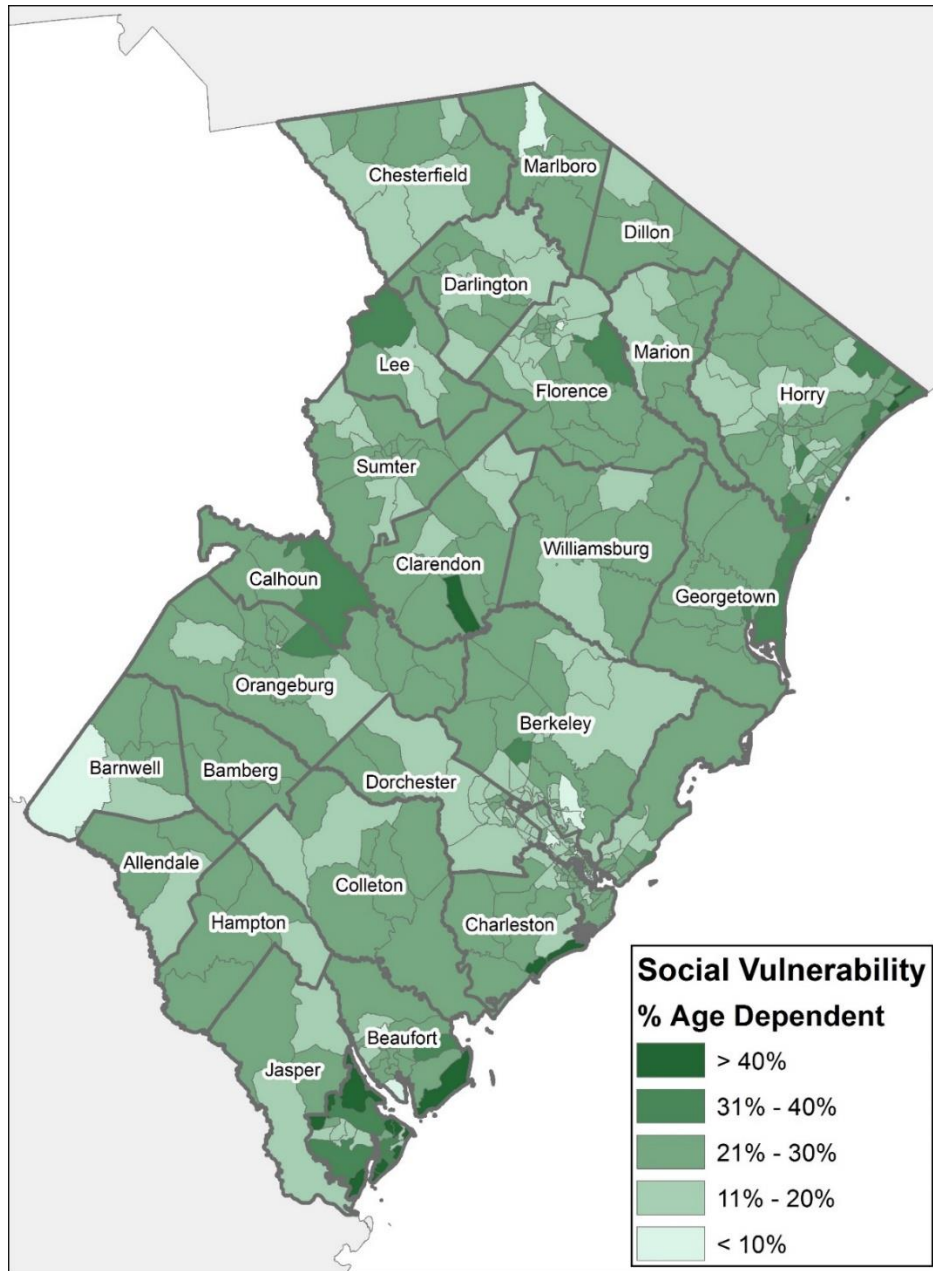 Chesterfield
Marlboro
Dillon
Darlington
Marion
Lee
Florence
Horry
Sumter
Williamsburg
Clarendon
Calhoun
Georgetown
Orangeburg
Berkeley
Barnwell
Bamberg
Dorchester
Allendale
Colleton
Hampton
Charleston
Beaufort
Jasper
Social Vulnerability
% Age Dependent
> 40%
31% - 40%
21% - 30%
11% - 20%
< 10%